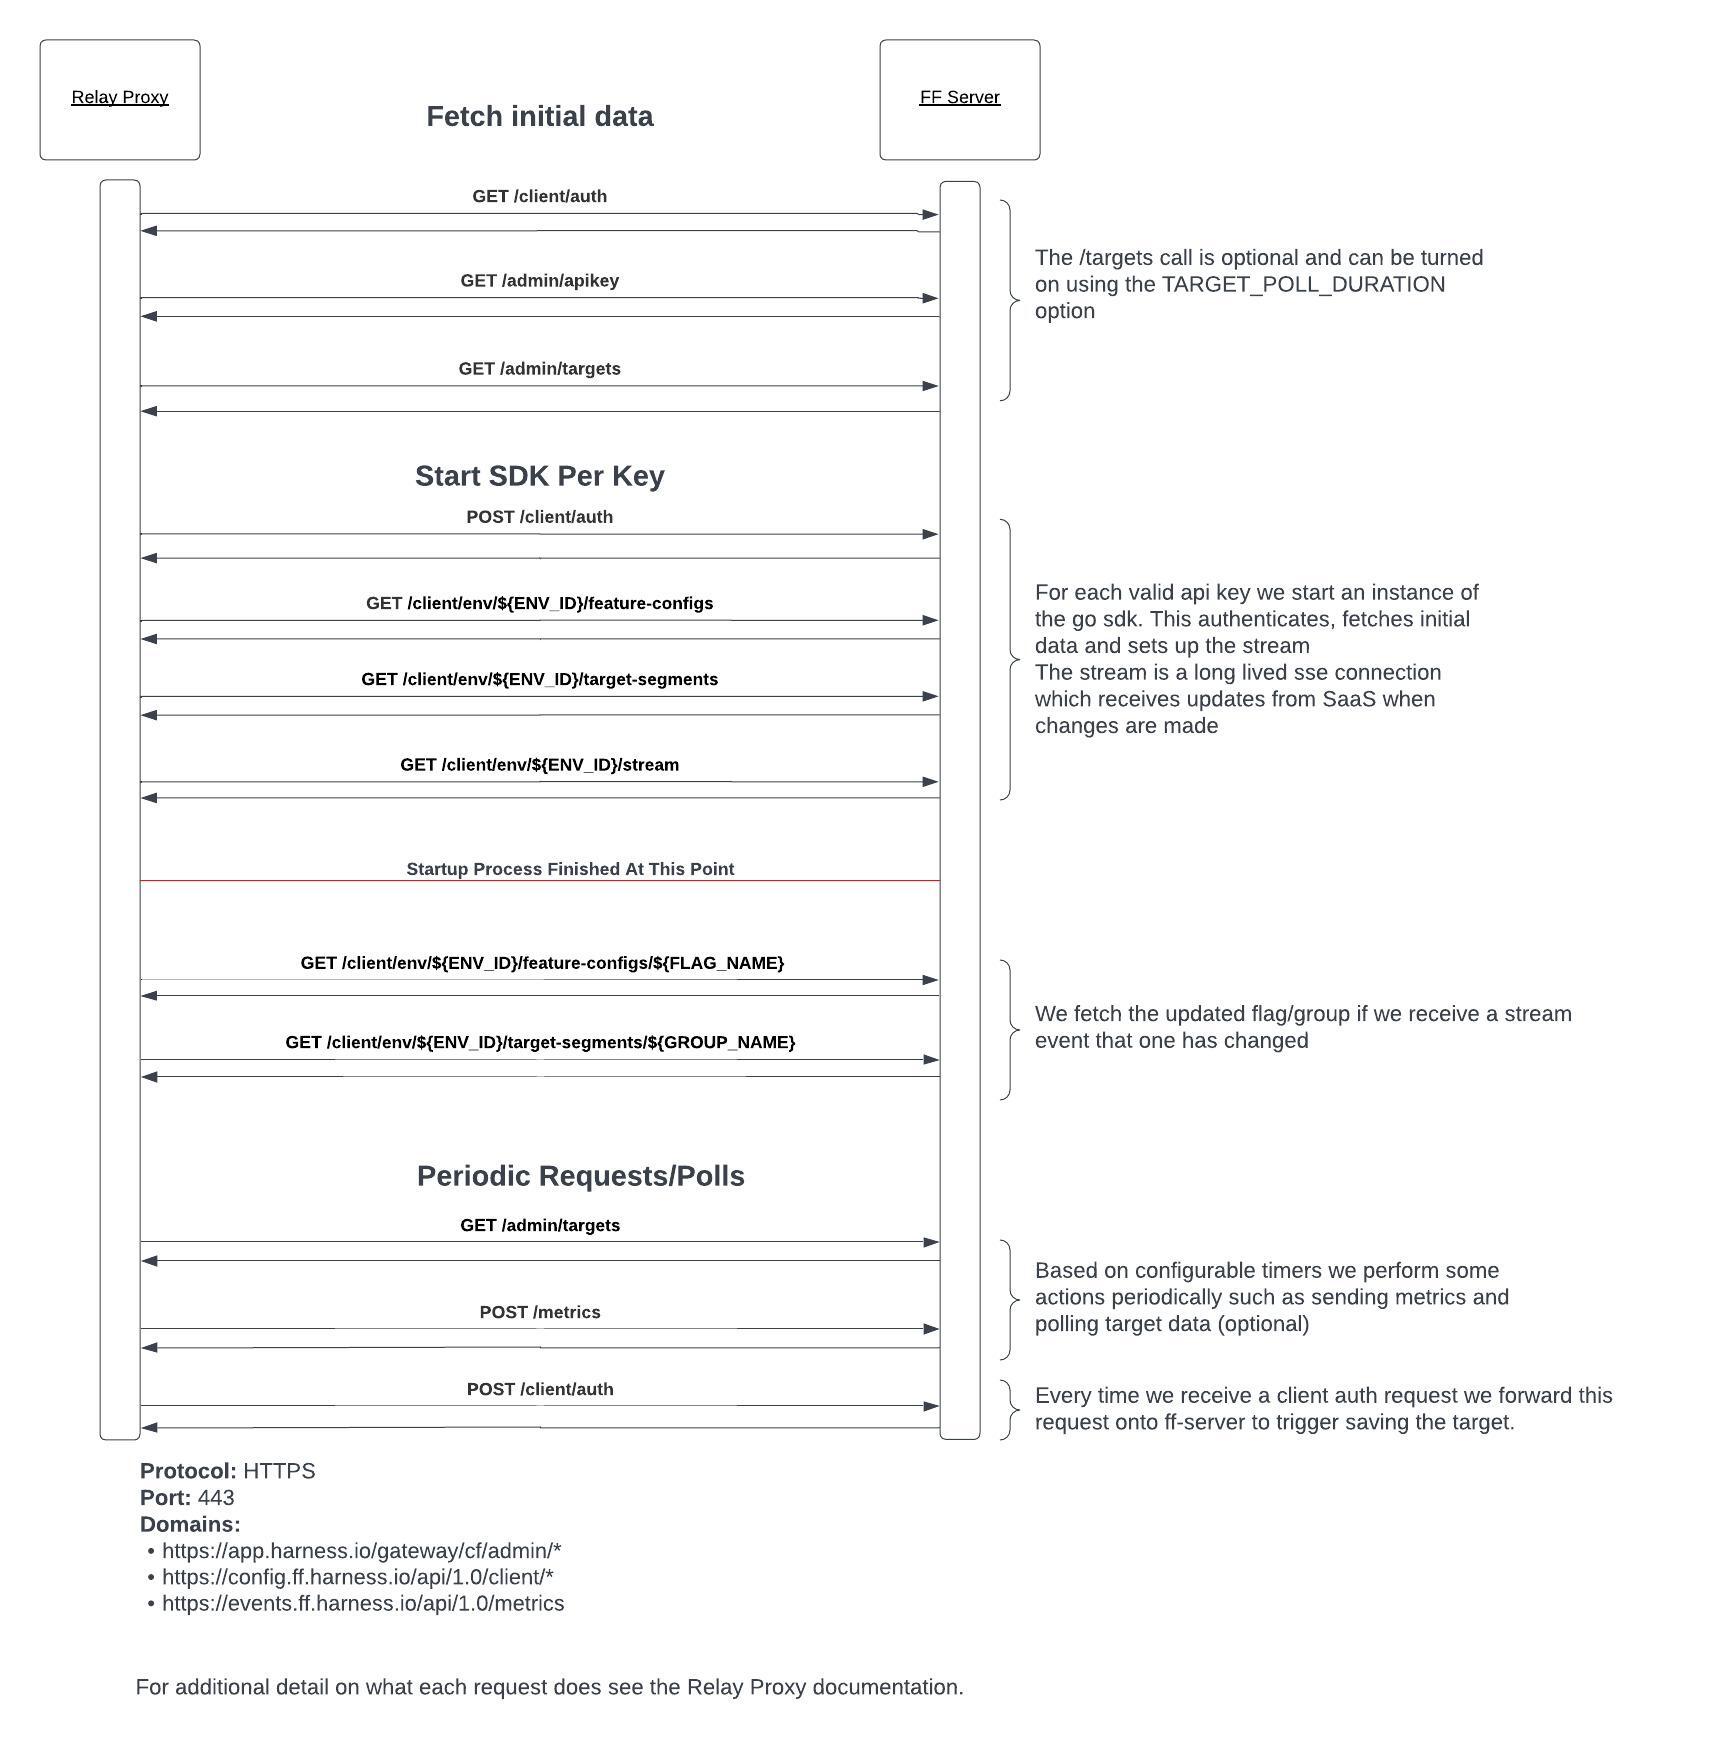 Relay Proxy
FF Server
Fetch initial data
GET /client/auth
The /targets call is optional and can be turned
on using the TARGET_POLL_DURATION
option
GET /admin/apikey
GET /admin/targets
Start SDK Per Key
POST /client/auth
GET /client/env/${ENV_ID}/feature-configs
For each valid api key we start an instance of
the go sdk. This authenticates, fetches initial
data and sets up the stream
The stream is a long lived sse connection
which receives updates from SaaS when
changes are made
GET /client/env/${ENV_ID}/target-segments
GET /client/env/${ENV_ID}/stream
Startup Process Finished At This Point
GET /client/env/${ENV_ID}/feature-configs/${FLAG_NAME}
We fetch the updated flag/group if we receive a stream
event that one has changed
GET /client/env/${ENV_ID}/target-segments/${GROUP_NAME}
Periodic Requests/Polls
GET /admin/targets
Based on configurable timers we perform some
actions periodically such as sending metrics and
polling target data (optional)
POST /metrics
POST /client/auth
Every time we receive a client auth request we forward this
request onto ff-server to trigger saving the target.
Protocol: HTTPS
Port: 443
Domains:
• https://app.harness.io/gateway/cf/admin/*
• https://config.ff.harness.io/api/1.0/client/*
• https://events.ff.harness.io/api/1.0/metrics
For additional detail on what each request does see the Relay Proxy documentation.